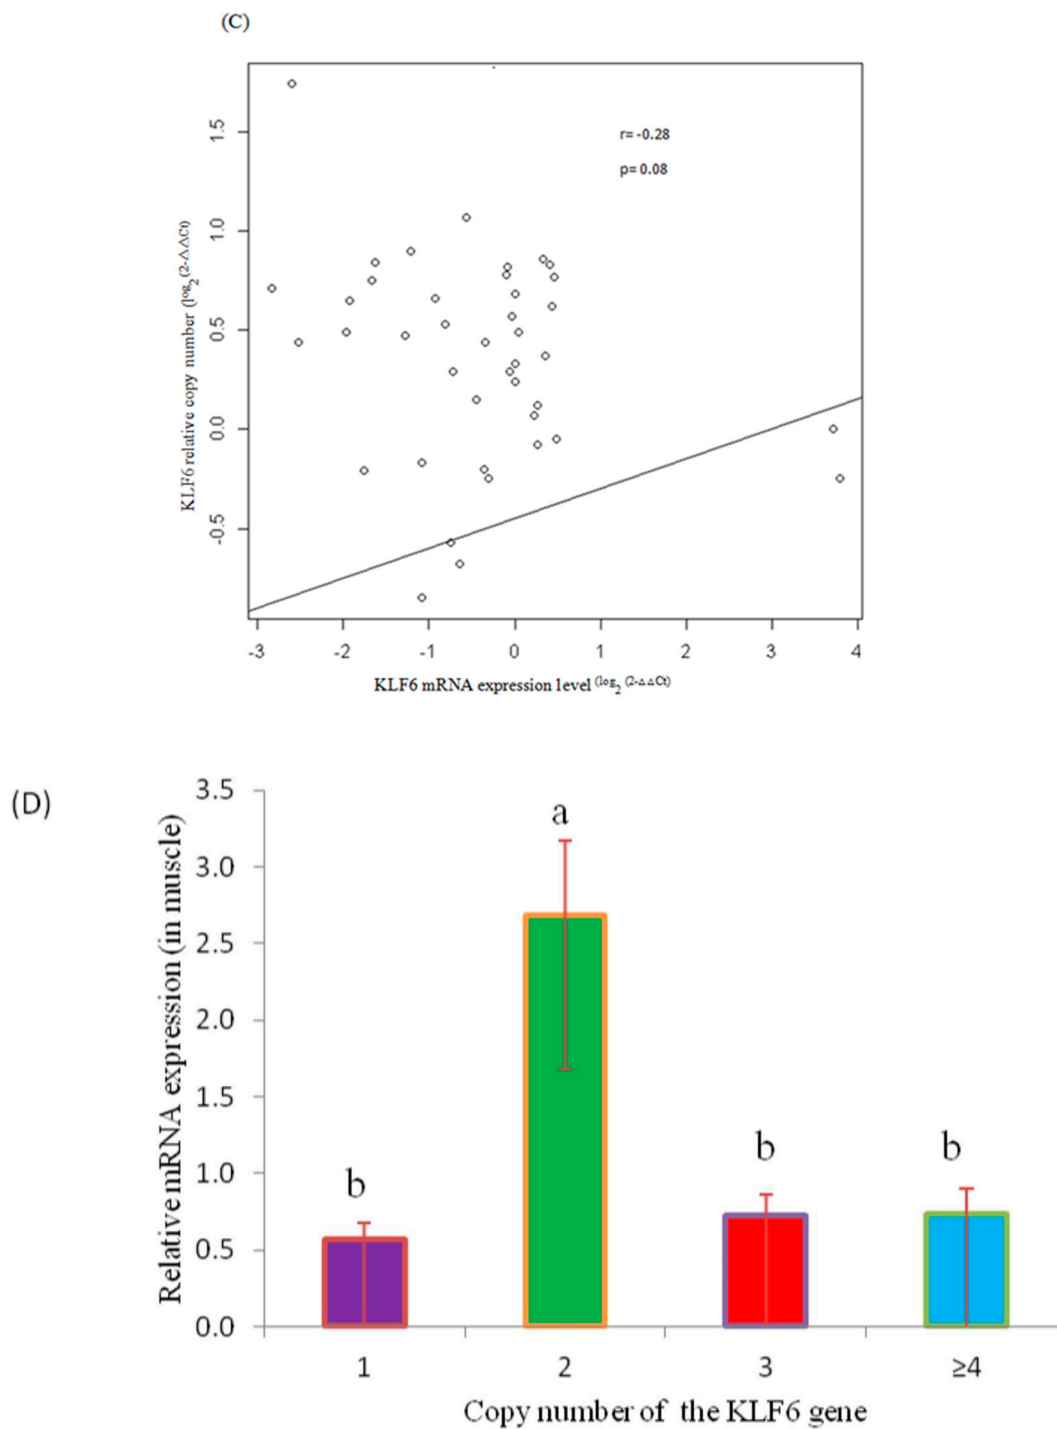 (C)
r= -0.28
p= 0.08
KLF6 relative copy number (log2(2-△△Ct)
1.5
1.0
0.5
0.0
-0.5
-3 -2 -1 0 1 2 3 4
KLF6 mRNA expression level (log2 (2-△△Ct)
(D)
Relative mRNA expression (in muscle)
3.5
3.0
2.5
2.0
1.5
1.0
0.5
0.0
b a b b
1 2 3 ≥4
Copy number of the KLF6 gene